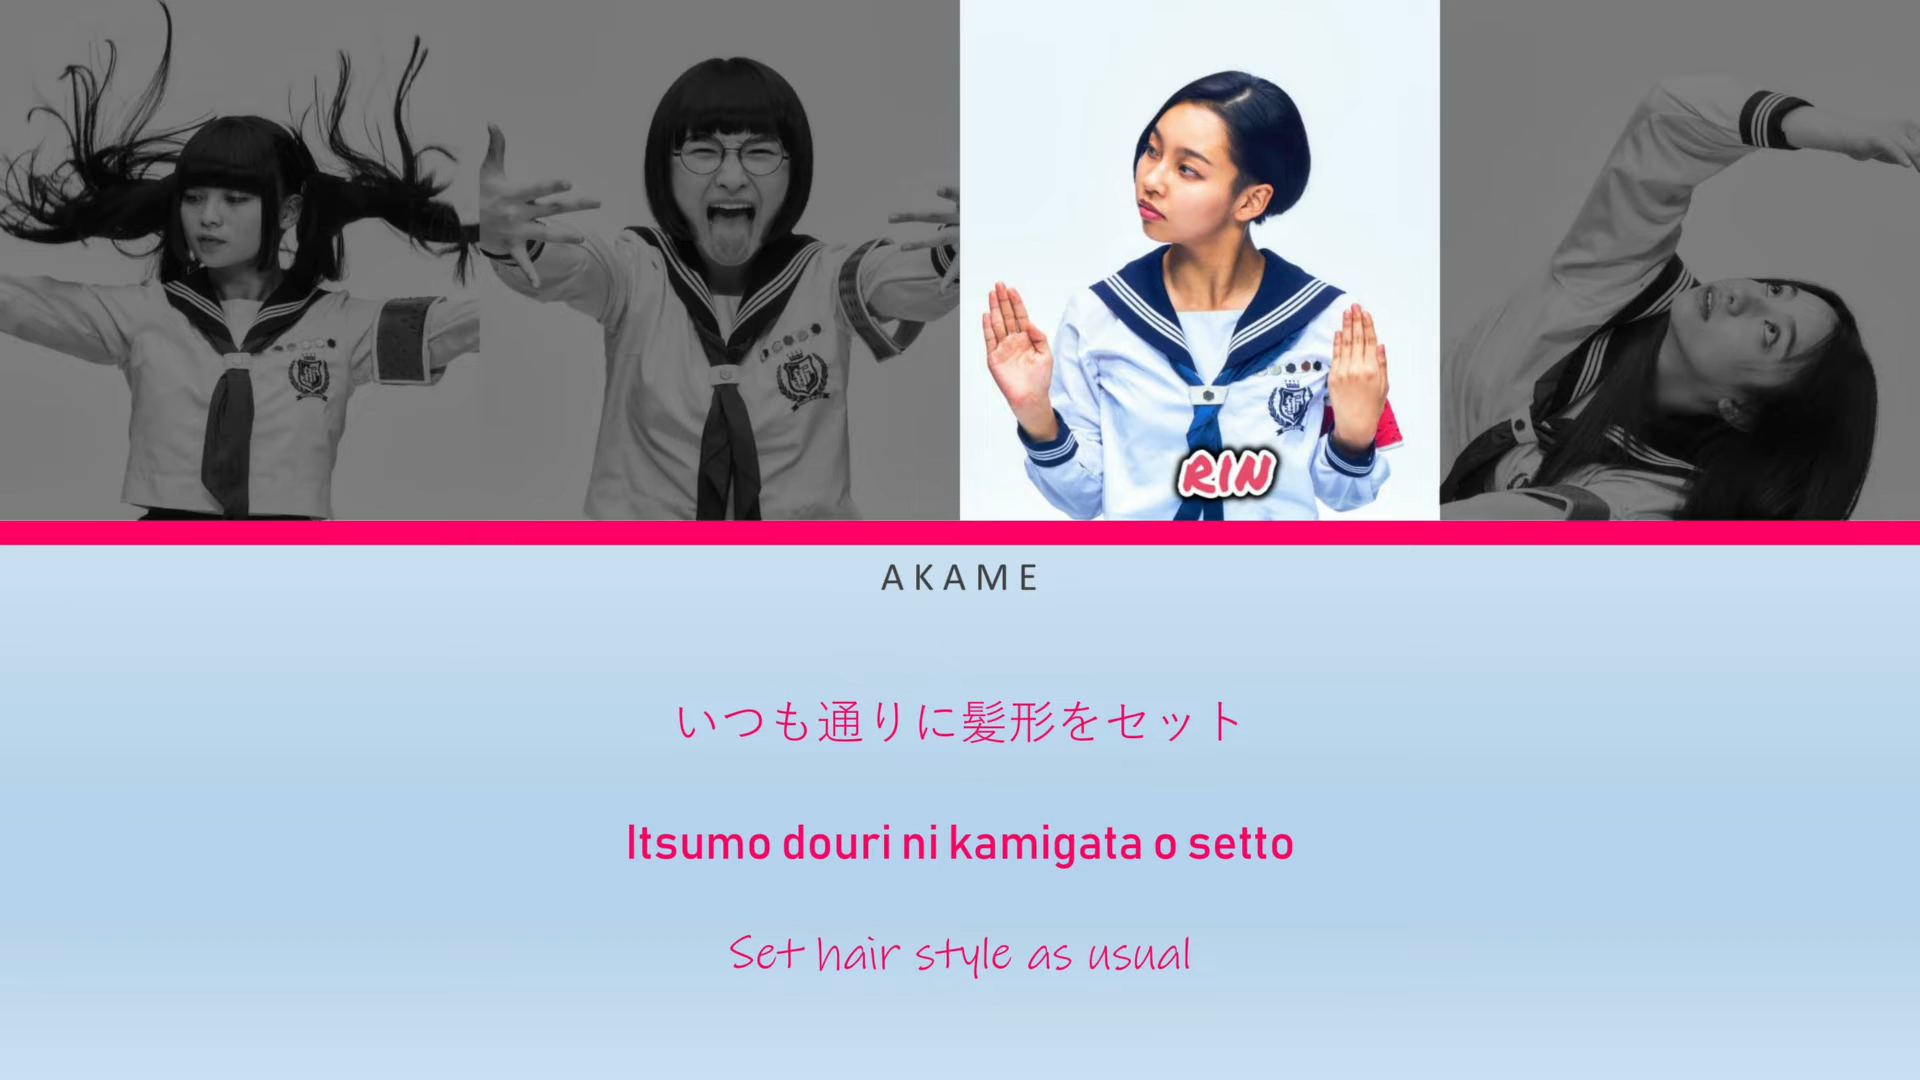 RIN
AKAME
いつも通りに髪形をセット
Itsumo douri ni kamigata o setto
Set hair style as usual